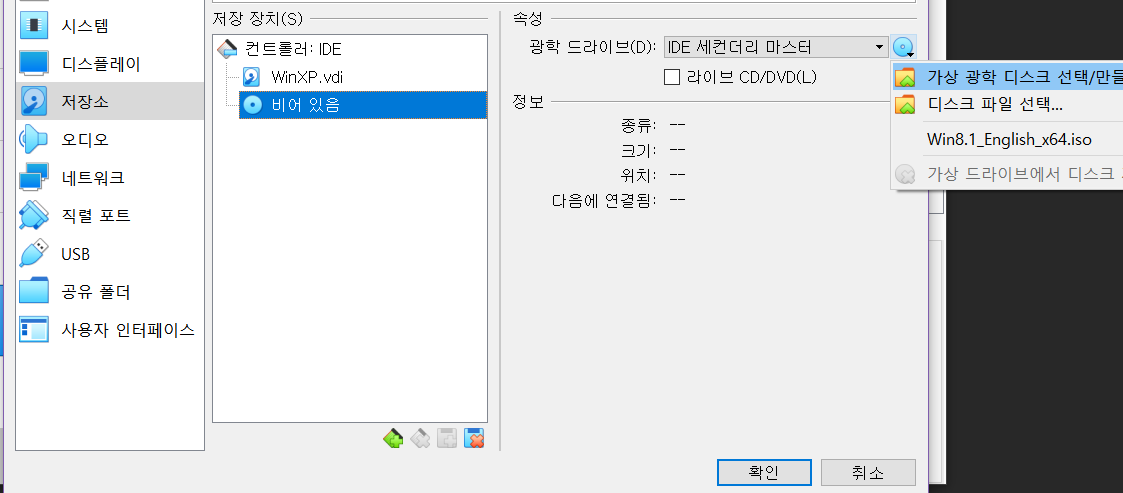 시스템
디스플레이
저장소
오디오
네트워크
직렬 포트
USB
공유 폴더
사용자 인터페이스
저장 장치(S)
컨트롤러: IDE
WinXP.vdi
비어 있음
속성
광학 드라이브(D): IDE 세컨더리 마스터
라이브 CD/DVD(L)
정보
종류: --
크기: --
위치: --
다음에 연결됨: --
가상 광학 디스크 선택/만들
디스크 파일 선택...
Win8.1_English_x64.iso
가상 드라이브에서 디스크
확인
취소